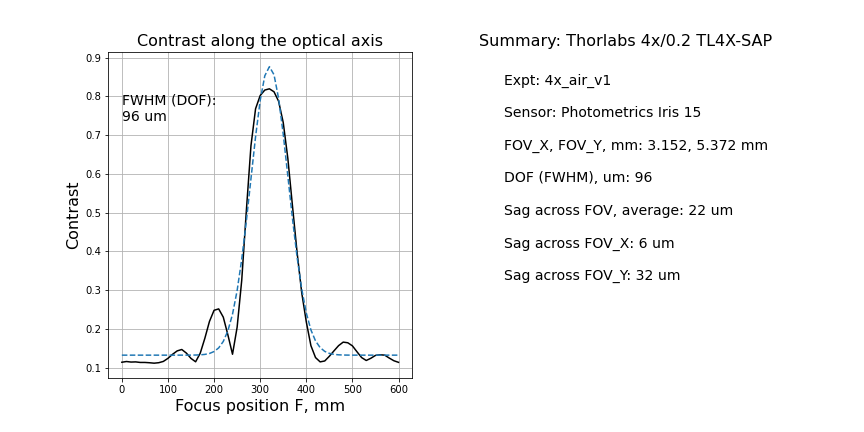 Contrast along the optical axis
0.9
0.8
0.7
0.6
0.5
0.4
0.3
0.2
0.1
FWHM (DOF):
96 um
Contrast
0 100 200 300 400 500 600
Focus position F, mm
Summary: Thorlabs 4x/0.2 TL4X-SAP
Expt: 4x_air_v1
Sensor: Photometrics Iris 15
FOV_X, FOV_Y, mm: 3.152, 5.372 mm
DOF (FWHM), um: 96
Sag across FOV, average: 22 um
Sag across FOV_X: 6 um
Sag across FOV_Y: 32 um